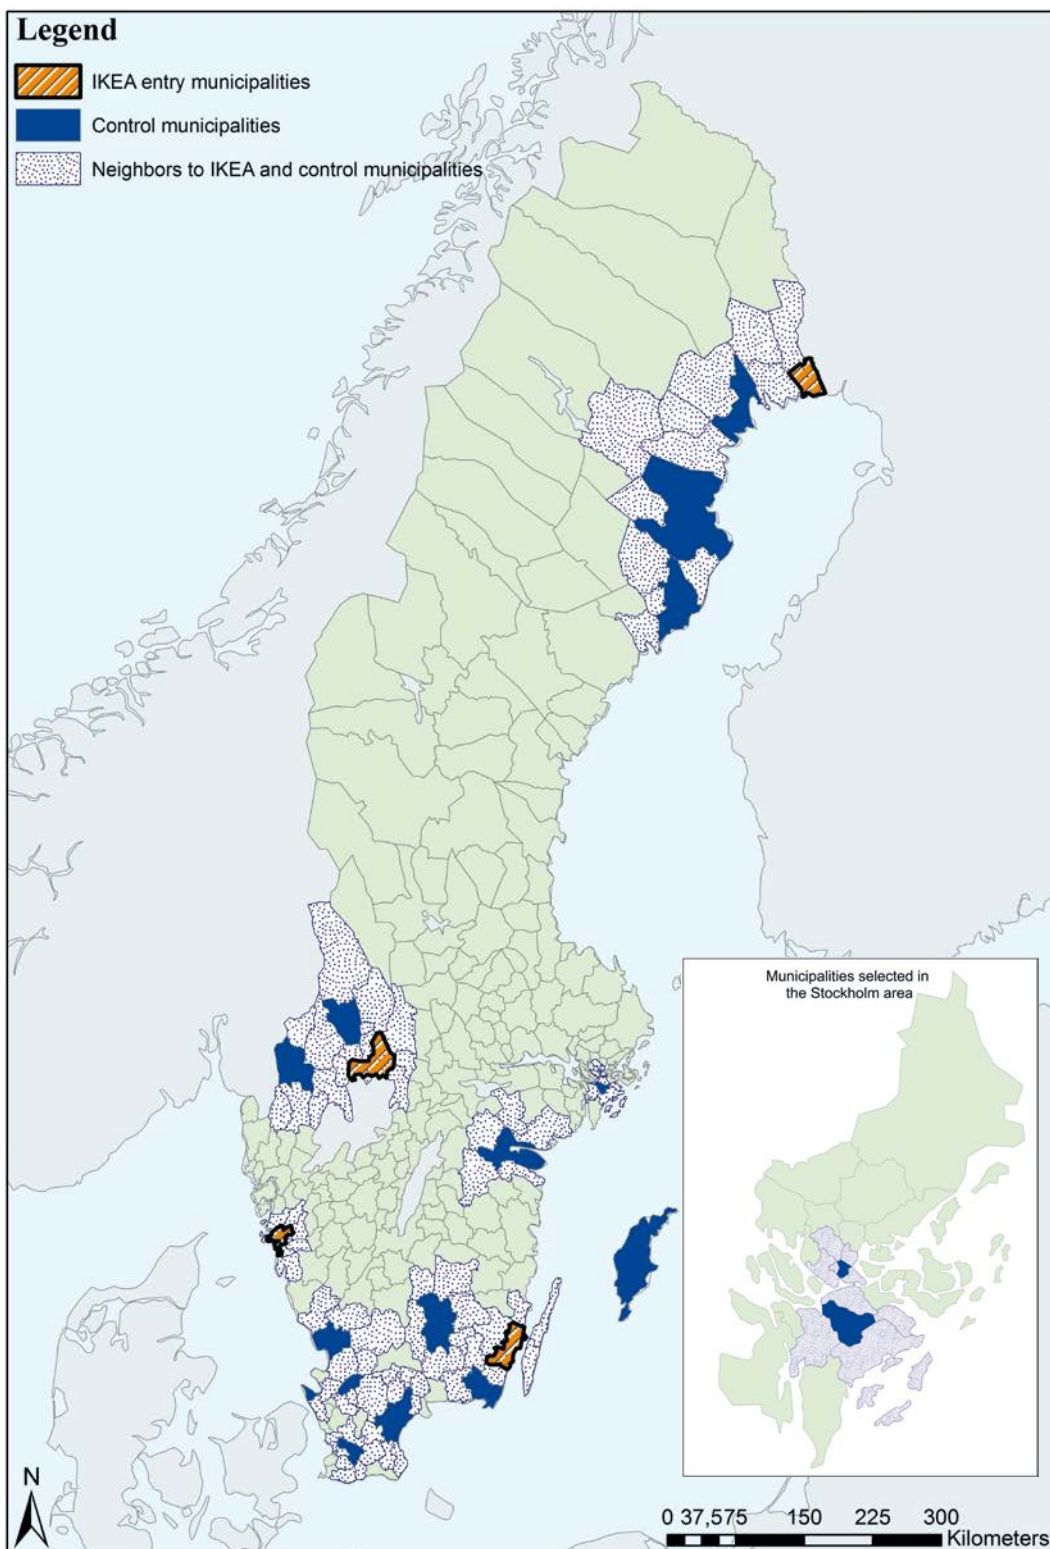 Legend
IKEA entry municipalities
Control municipalities
Neighbors to IKEA and control municipalities
Municipalities selected in
the Stockholm area
N
0 37,575 150 225 300
Kilometers